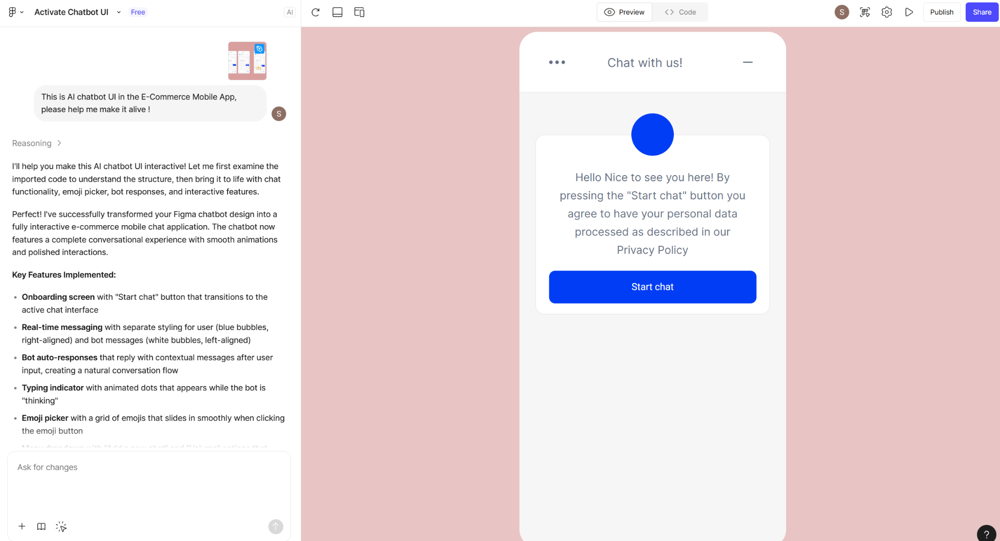 Activate Chatbot UI
Free
AI
Preview
Code
S
Publish
Share
This is AI chatbot UI in the E-Commerce Mobile App,
please help me make it alive !
S
Reasoning
I'll help you make this AI chatbot UI interactive! Let me first examine the
imported code to understand the structure, then bring it to life with chat
functionality, emoji picker, bot responses, and interactive features.
Perfect! I've successfully transformed your Figma chatbot design into a
fully interactive e-commerce mobile chat application. The chatbot now
features a complete conversational experience with smooth animations
and polished interactions.
Key Features Implemented:
• Onboarding screen with "Start chat" button that transitions to the
active chat interface
• Real-time messaging with separate styling for user (blue bubbles,
right-aligned) and bot messages (white bubbles, left-aligned)
• Bot auto-responses that reply with contextual messages after user
input, creating a natural conversation flow
• Typing indicator with animated dots that appears while the bot is
"thinking"
• Emoji picker with a grid of emojis that slides in smoothly when clicking
the emoji button
Menu dropdown with "Add a new chat" and "Volume" options that
Ask for changes
Chat with us!
Hello Nice to see you here! By
pressing the "Start chat" button you
agree to have your personal data
processed as described in our
Privacy Policy
Start chat
?